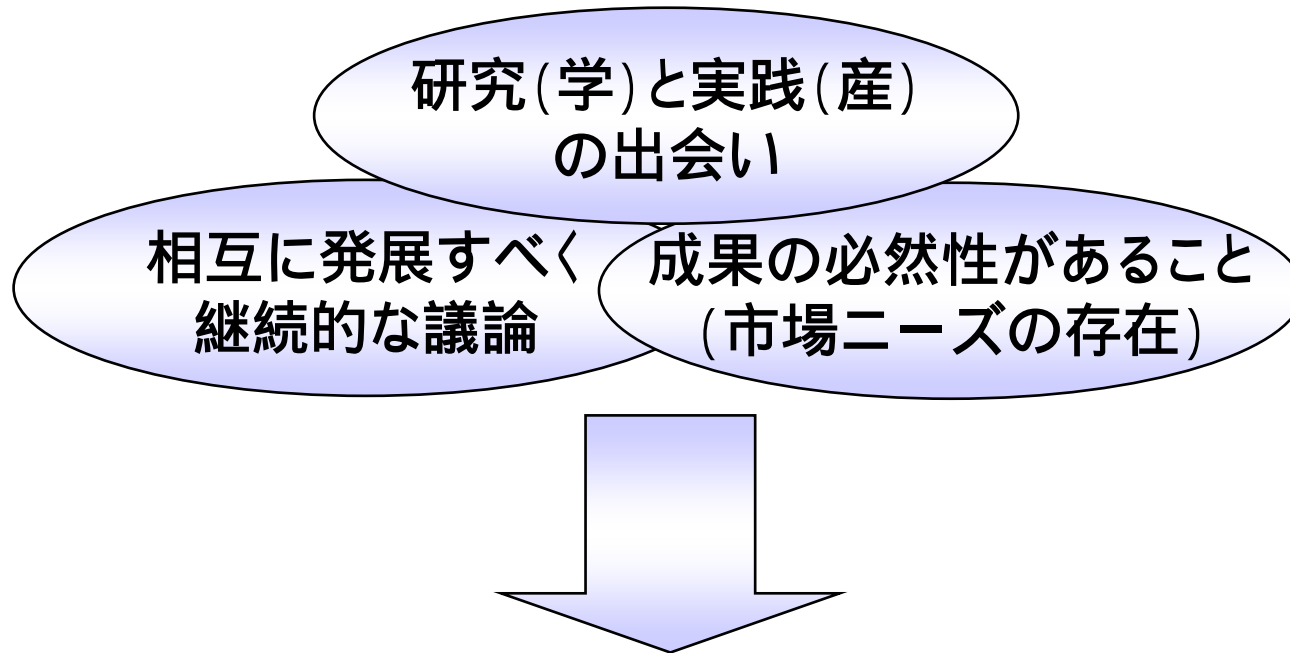 研究(学)と実践(産)
の出会い
相互に発展すべく
継続的な議論
成果の必然性があること
(市場ニーズの存在)